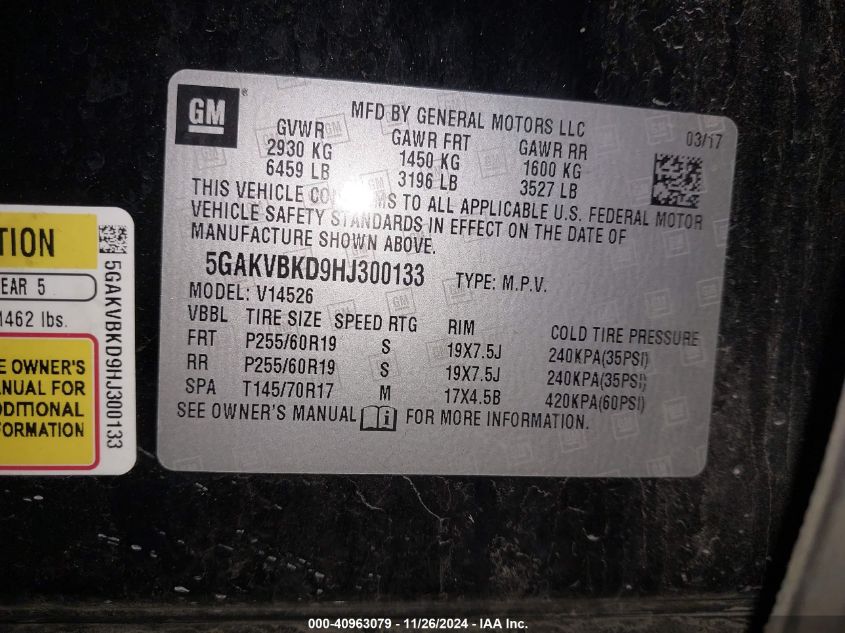 GM
MFD BY GENERAL MOTORS LLC
03/17
GVWR GAWR FRT GAWR RR
2930 KG 1450 KG 1600 KG
6459 LB 3196 LB 3527 LB
THIS VEHICLE CONFORMS TO ALL APPLICABLE U.S. FEDERAL MOTOR
VEHICLE SAFETY STANDARDS IN EFFECT ON THE DATE OF
MANUFACTURE SHOWN ABOVE.
5GAKVBKD9HJ300133 TYPE: M.P.V.
MODEL: V14526
VBBL TIRE SIZE SPEED RTG RIM COLD TIRE PRESSURE
FRT P255/60R19 S 19X7.5J 240KPA(35PSI)
RR P255/60R19 S 19X7.5J 240KPA(35PSI)
SPA T145/70R17 M 17X4.5B 420KPA(60PSI)
SEE OWNER'S MANUAL FOR MORE INFORMATION.
TION
EAR 5
1462 lbs.
E OWNER'S
ANUAL FOR
DDITIONAL
FORMATION
5GAKVBKD9HJ300133
000-40963079 - 11/26/2024 - IAA Inc.